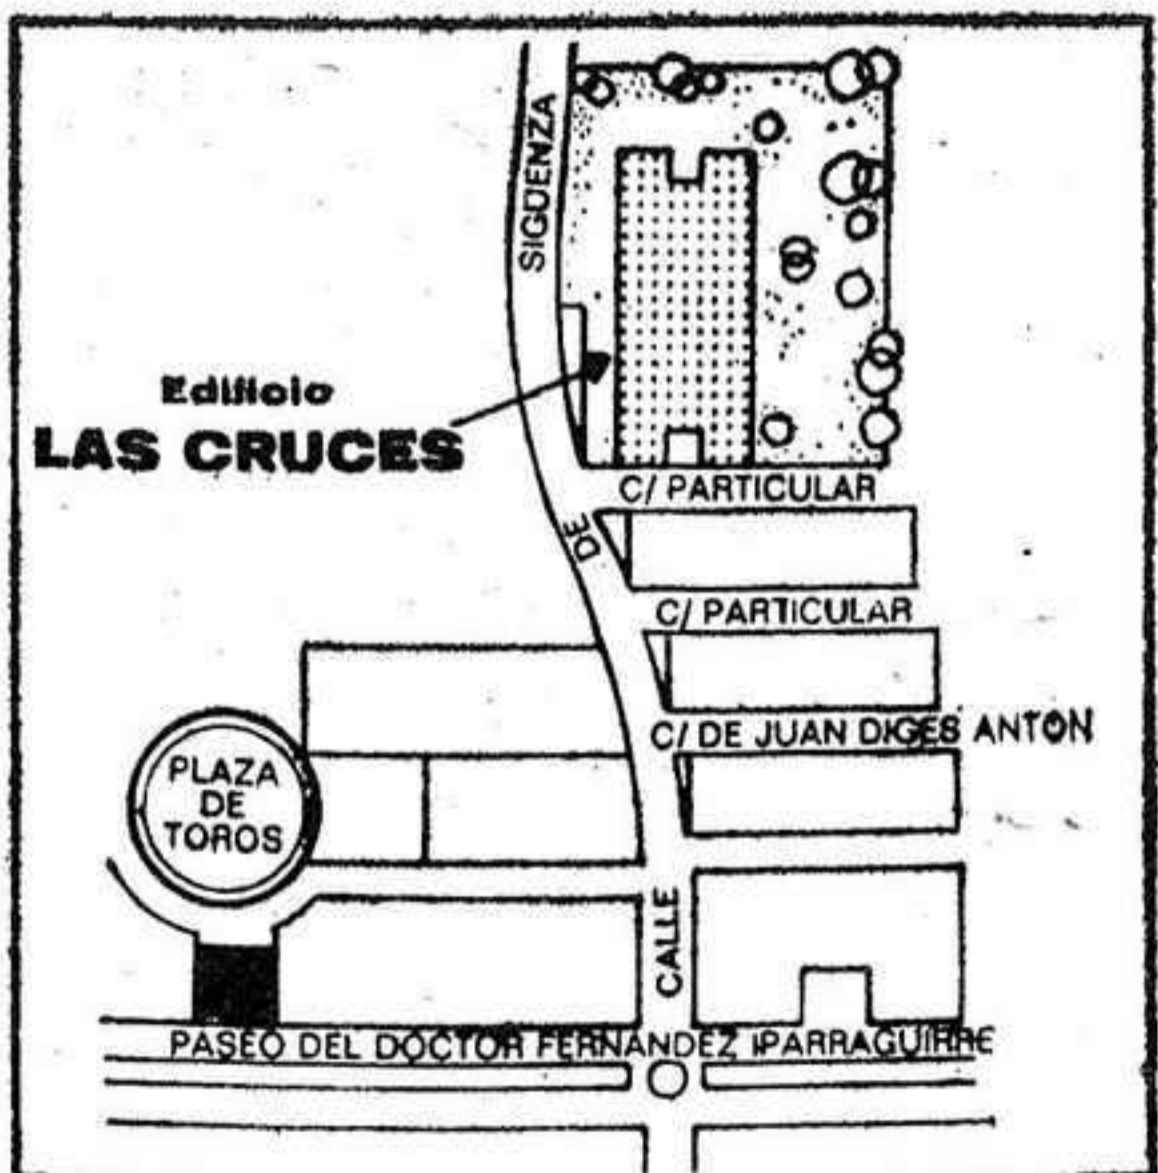 SIGUENZA
Edificio
LAS CRUCES
C/ PARTICULAR
DE
C/ PARTICULAR
C/ DE JUAN DIGES ANTON
PLAZA
DE
TOROS
CALLE
PASEO DEL DOCTOR FERNANDEZ IPARRAGUIRRE